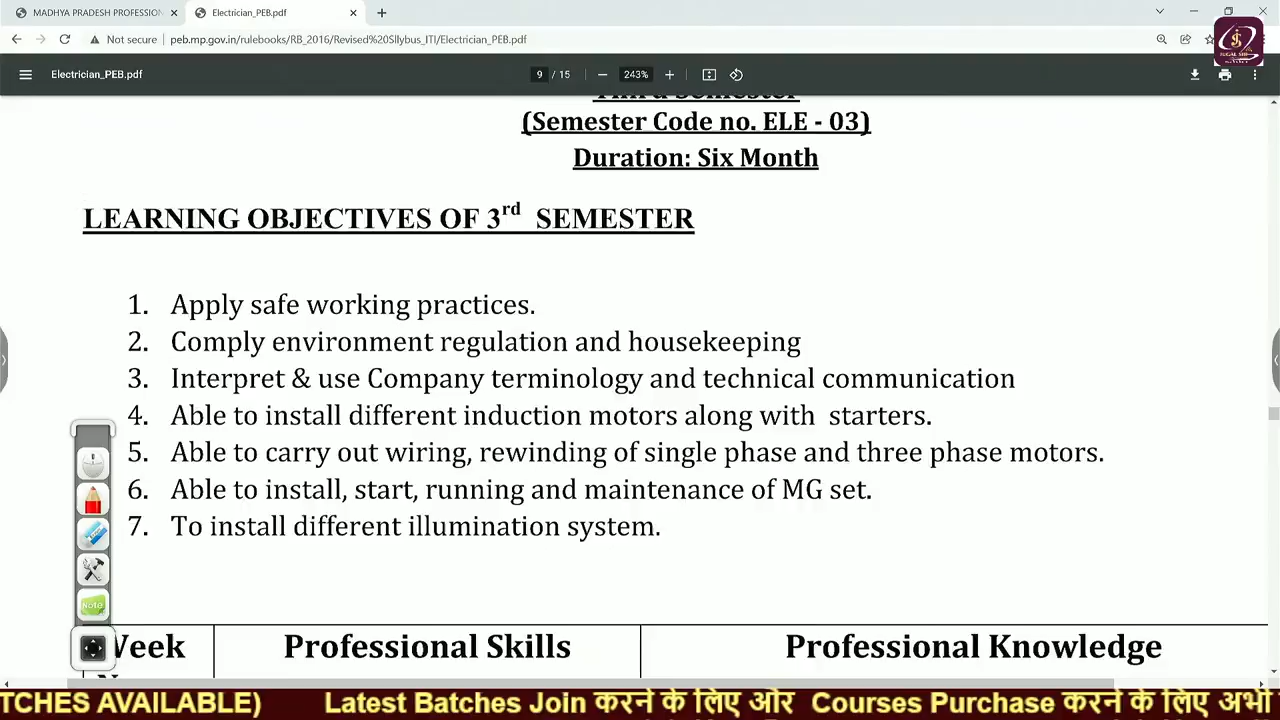 MADHYA PRADESH PROFESSION
Electrician_PEB.pdf
Not secure
peb.mp.gov.in/rulebooks/RB_2016/Revised%20Sllybus_ITI/Electrician_PEB.pdf
Electrician_PEB.pdf
9 / 15
243%
Third Semester
(Semester Code no. ELE - 03)
Duration: Six Month
LEARNING OBJECTIVES OF 3rd SEMESTER
1. Apply safe working practices.
2. Comply environment regulation and housekeeping
3. Interpret & use Company terminology and technical communication
4. Able to install different induction motors along with starters.
5. Able to carry out wiring, rewinding of single phase and three phase motors.
6. Able to install, start, running and maintenance of MG set.
7. To install different illumination system.
Note
Week
Professional Skills
Professional Knowledge
TCHES AVAILABLE) Latest Batches Join करने के लिए और Courses Purchase करने के लिए अभी